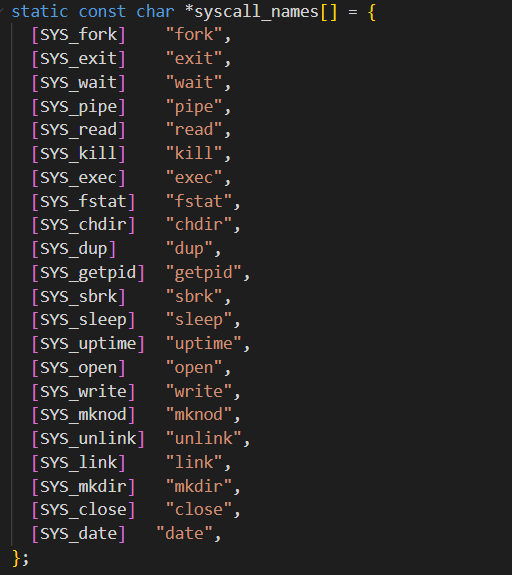 static const char *syscall_names[] = {
  [SYS_fork]    "fork",
  [SYS_exit]    "exit",
  [SYS_wait]    "wait",
  [SYS_pipe]    "pipe",
  [SYS_read]    "read",
  [SYS_kill]    "kill",
  [SYS_exec]    "exec",
  [SYS_fstat]   "fstat",
  [SYS_chdir]   "chdir",
  [SYS_dup]     "dup",
  [SYS_getpid]  "getpid",
  [SYS_sbrk]    "sbrk",
  [SYS_sleep]   "sleep",
  [SYS_uptime]  "uptime",
  [SYS_open]    "open",
  [SYS_write]   "write",
  [SYS_mknod]   "mknod",
  [SYS_unlink]  "unlink",
  [SYS_link]    "link",
  [SYS_mkdir]   "mkdir",
  [SYS_close]   "close",
  [SYS_date]   "date",
};